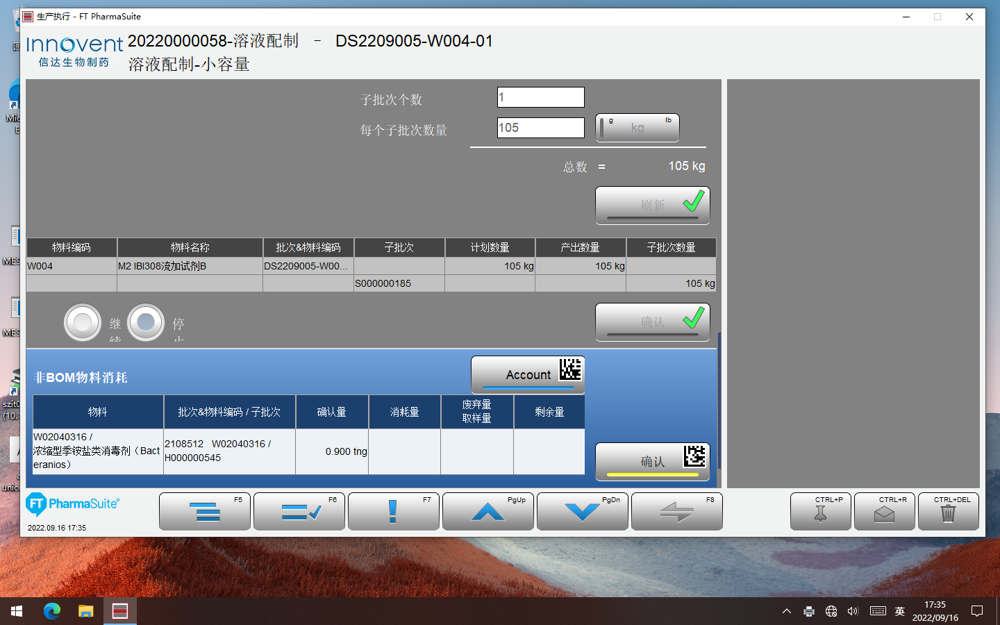 生产执行 - FT PharmaSuite
Innovent
信达生物制药
20220000058-溶液配制 - DS2209005-W004-01
溶液配制-小容量
子批次个数 1
每个子批次数量 105 g kg lb
总数 = 105 kg
刷新
物料编码 物料名称 批次&物料编码 子批次 计划数量 产出数量 子批次数量
W004 M2 IBI308流加试剂B DS2209005-W00... 105 kg 105 kg
S000000185 105 kg
继续 停止
确认
非BOM物料消耗
Account
物料 批次&物料编码 / 子批次 确认量 消耗量 废弃量 取样量 剩余量
W02040316 /
浓缩型季铵盐类消毒剂（Bact
eranios）
2108512 W02040316 /
H000000545
0.900 tng
确认
FT PharmaSuite
2022.09.16 17:35
F5 F6 F7 PgUp PgDn F8 CTRL+P CTRL+R CTRL+DEL
MES
MES
szit0
(10.
unico
英
17:35
2022/09/16